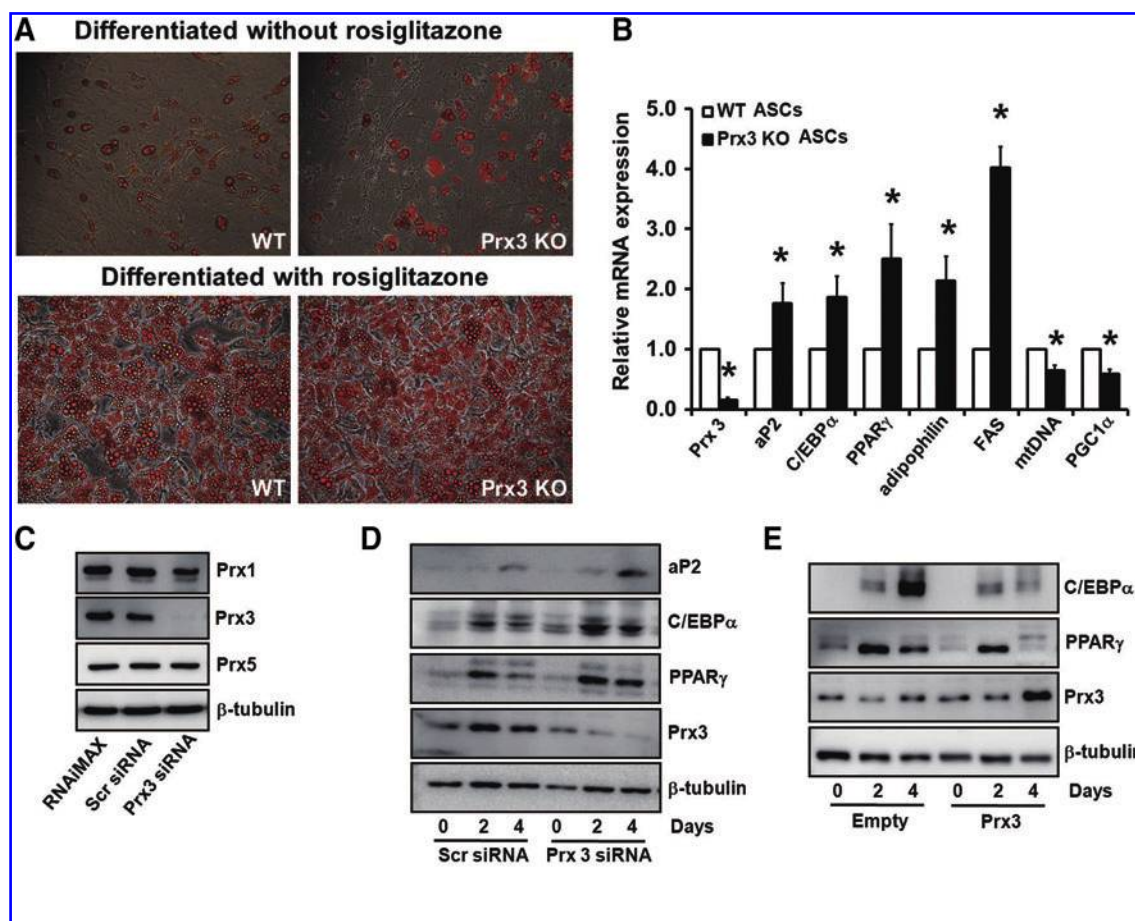 A
Differentiated without rosiglitazone
WT
Prx3 KO
Differentiated with rosiglitazone
WT
Prx3 KO
B
Relative mRNA expression
5.0
4.0
3.0
2.0
1.0
0.0
WT ASCs
Prx3 KO ASCs
*
*
*
*
*
*
*
*
Prx 3
aP2
C/EBPα
PPARγ
adipophilin
FAS
mtDNA
PGC1α
C
Prx1
Prx3
Prx5
β-tubulin
RNAiMAX
Scr siRNA
Prx3 siRNA
D
aP2
C/EBPα
PPARγ
Prx3
β-tubulin
0 2 4 0 2 4 Days
Scr siRNA Prx 3 siRNA
E
C/EBPα
PPARγ
Prx3
β-tubulin
0 2 4 0 2 4 Days
Empty Prx3